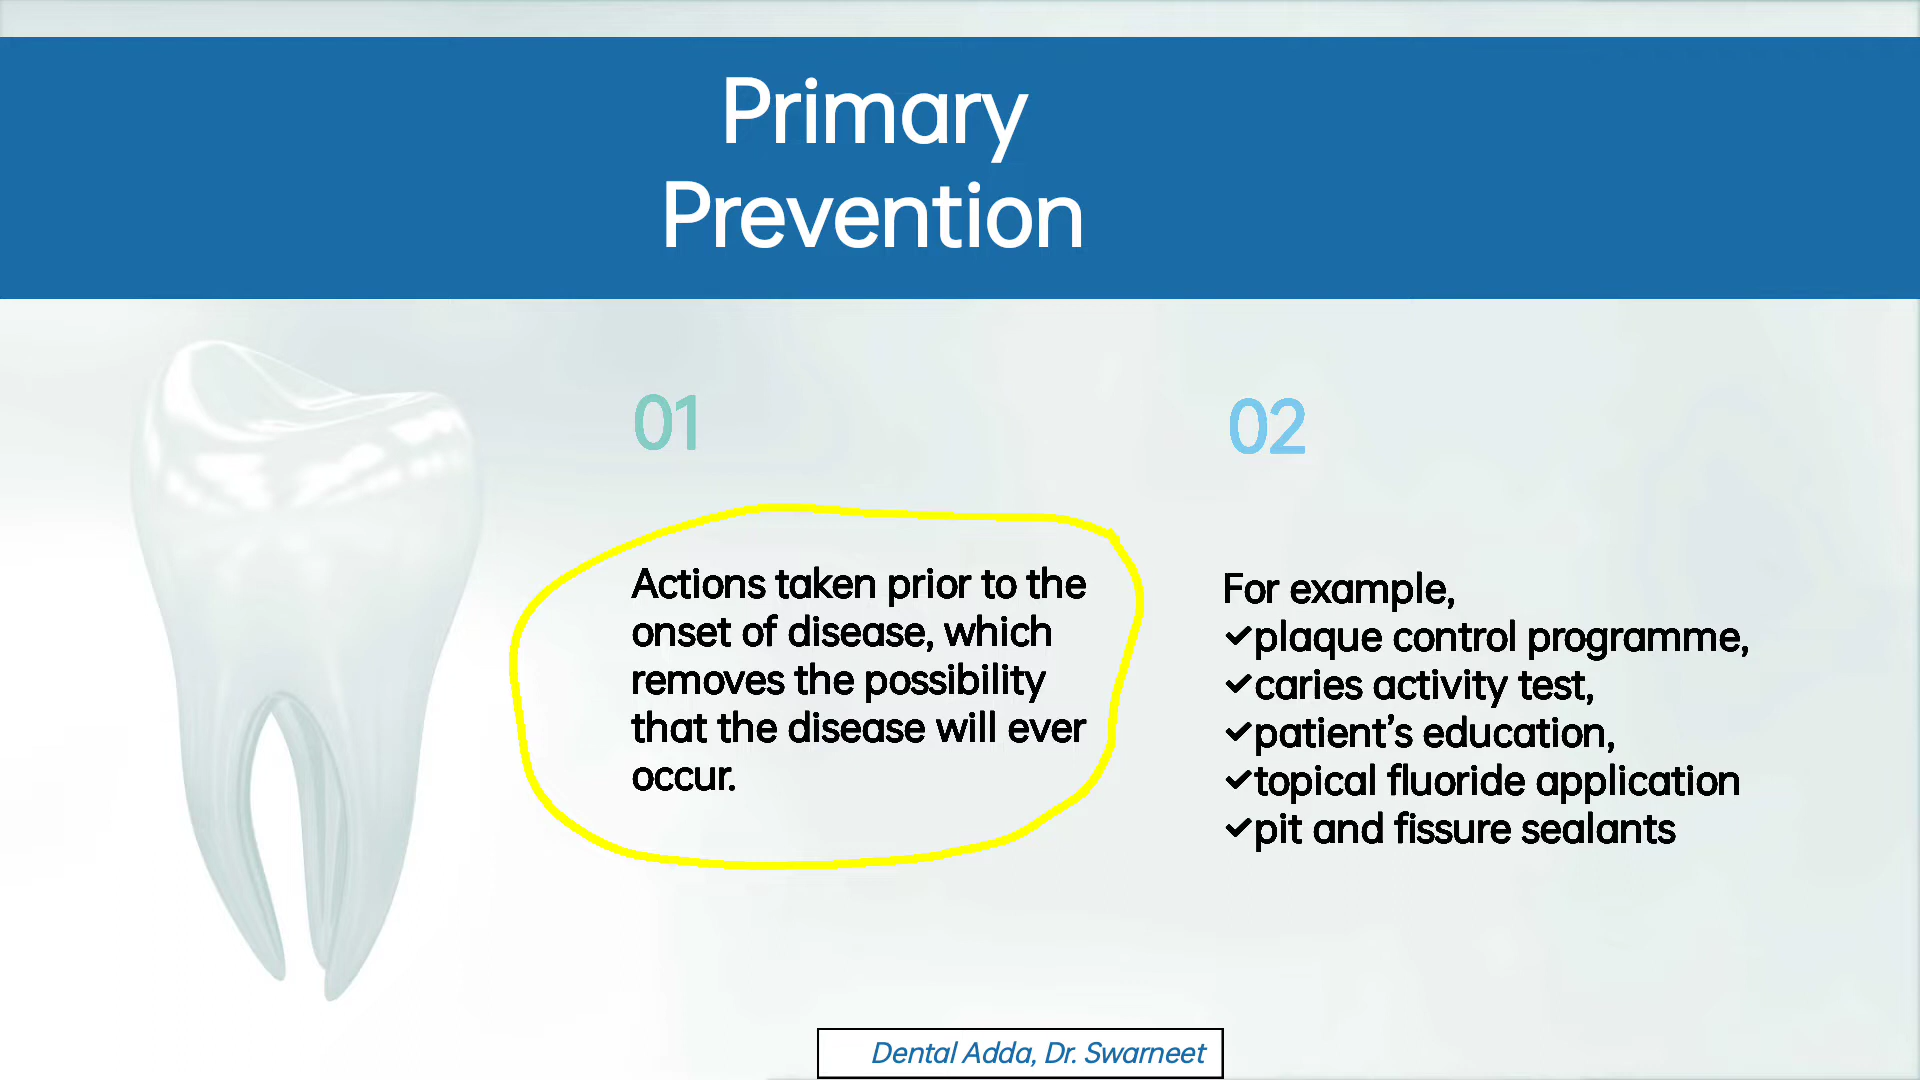 Primary
Prevention
01
Actions taken prior to the
onset of disease, which
removes the possibility
that the disease will ever
occur.
02
For example,
✓plaque control programme,
✓caries activity test,
✓patient’s education,
✓topical fluoride application
✓pit and fissure sealants
Dental Adda, Dr. Swarneet